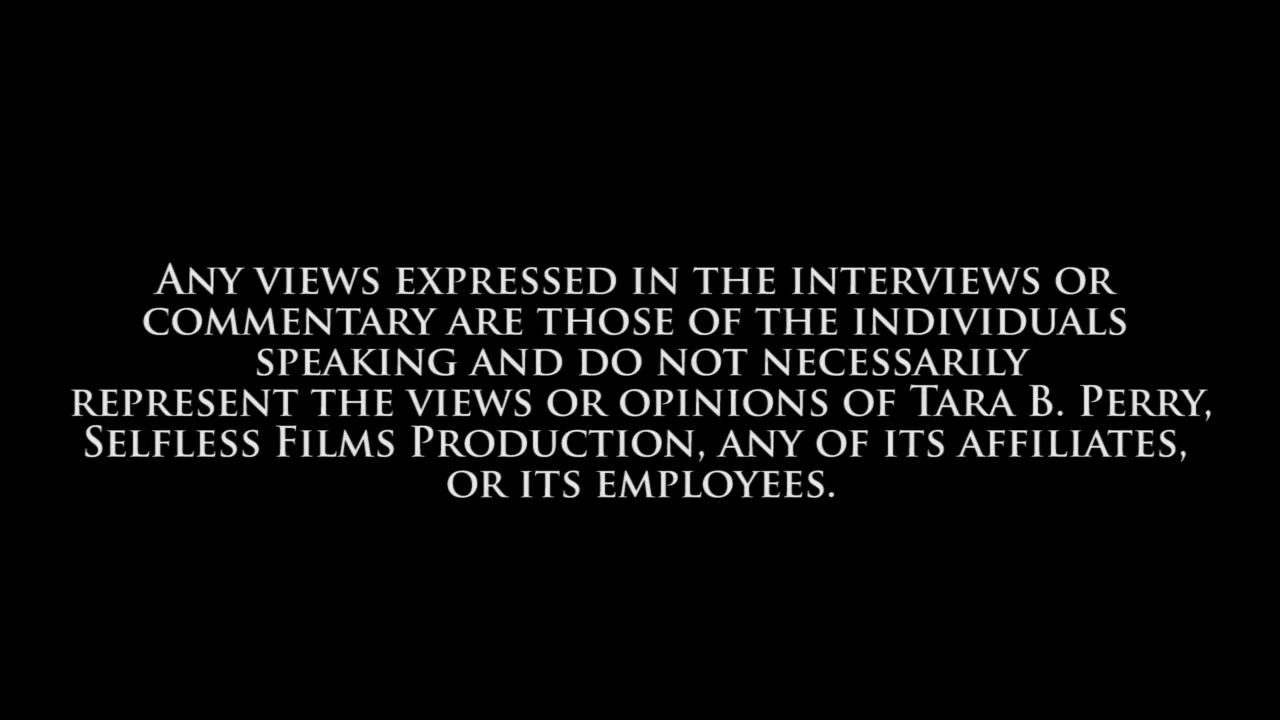 Any views expressed in the interviews or
commentary are those of the individuals
speaking and do not necessarily
represent the views or opinions of Tara B. Perry,
Selfless Films Production, any of its affiliates,
or its employees.